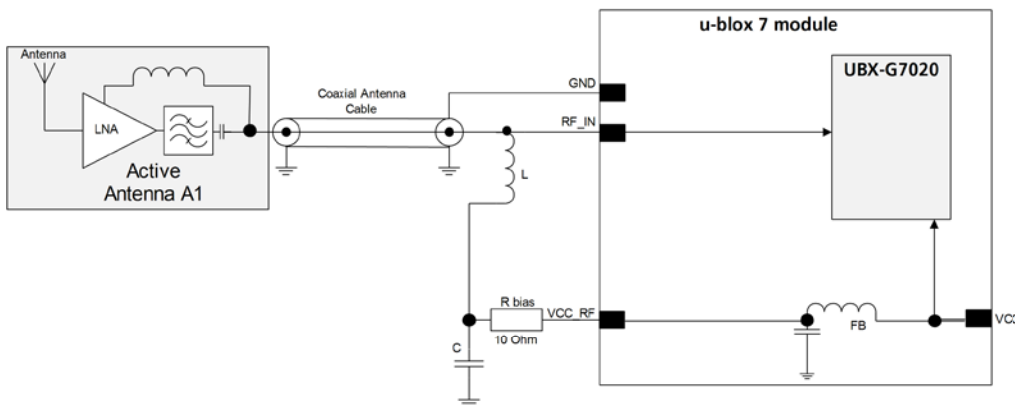 u-blox 7 module
Antenna
UBX-G7020
GND
Coaxial Antenna
Cable
LNA
RF_IN
Active
Antenna A1
L
R bias
VCC_RF
10 Ohm
C
FB